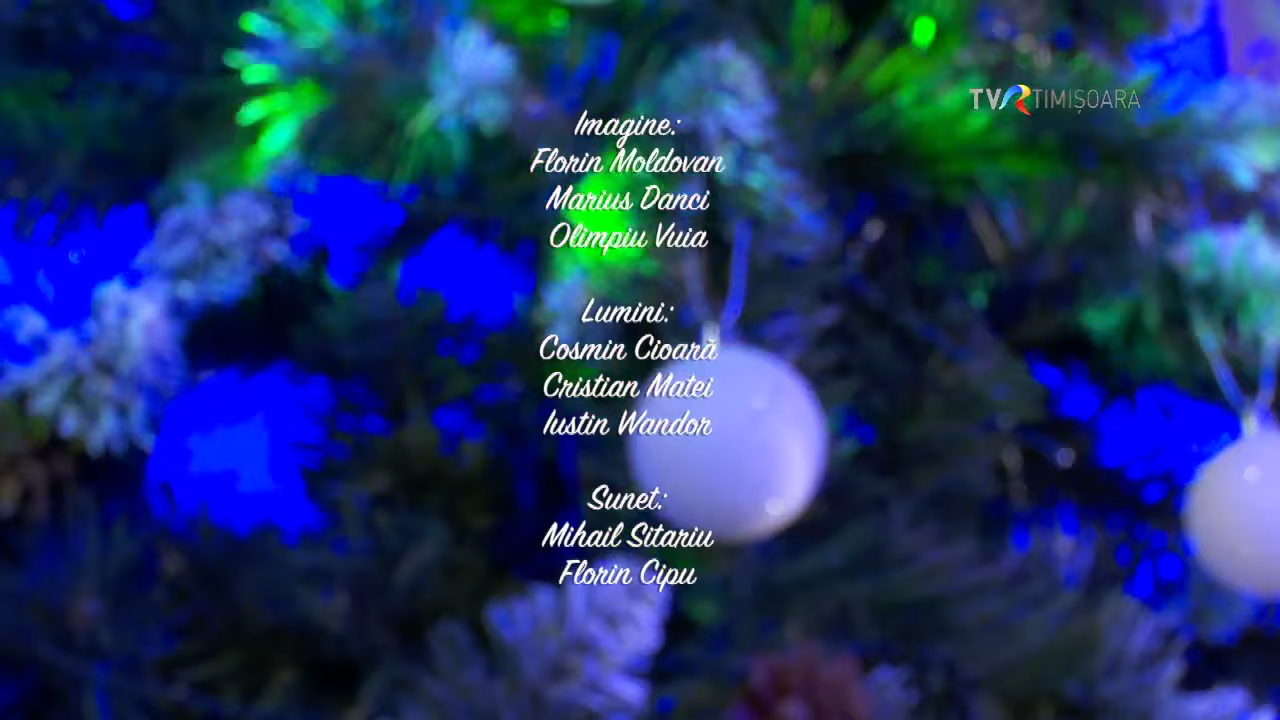 TVR TIMIȘOARA
Imagine:
Florin Moldovan
Marius Danci
Olimpiu Vuia
Lumini:
Cosmin Cioară
Cristian Matei
Iustin Wandor
Sunet:
Mihail Sitariu
Florin Cipu